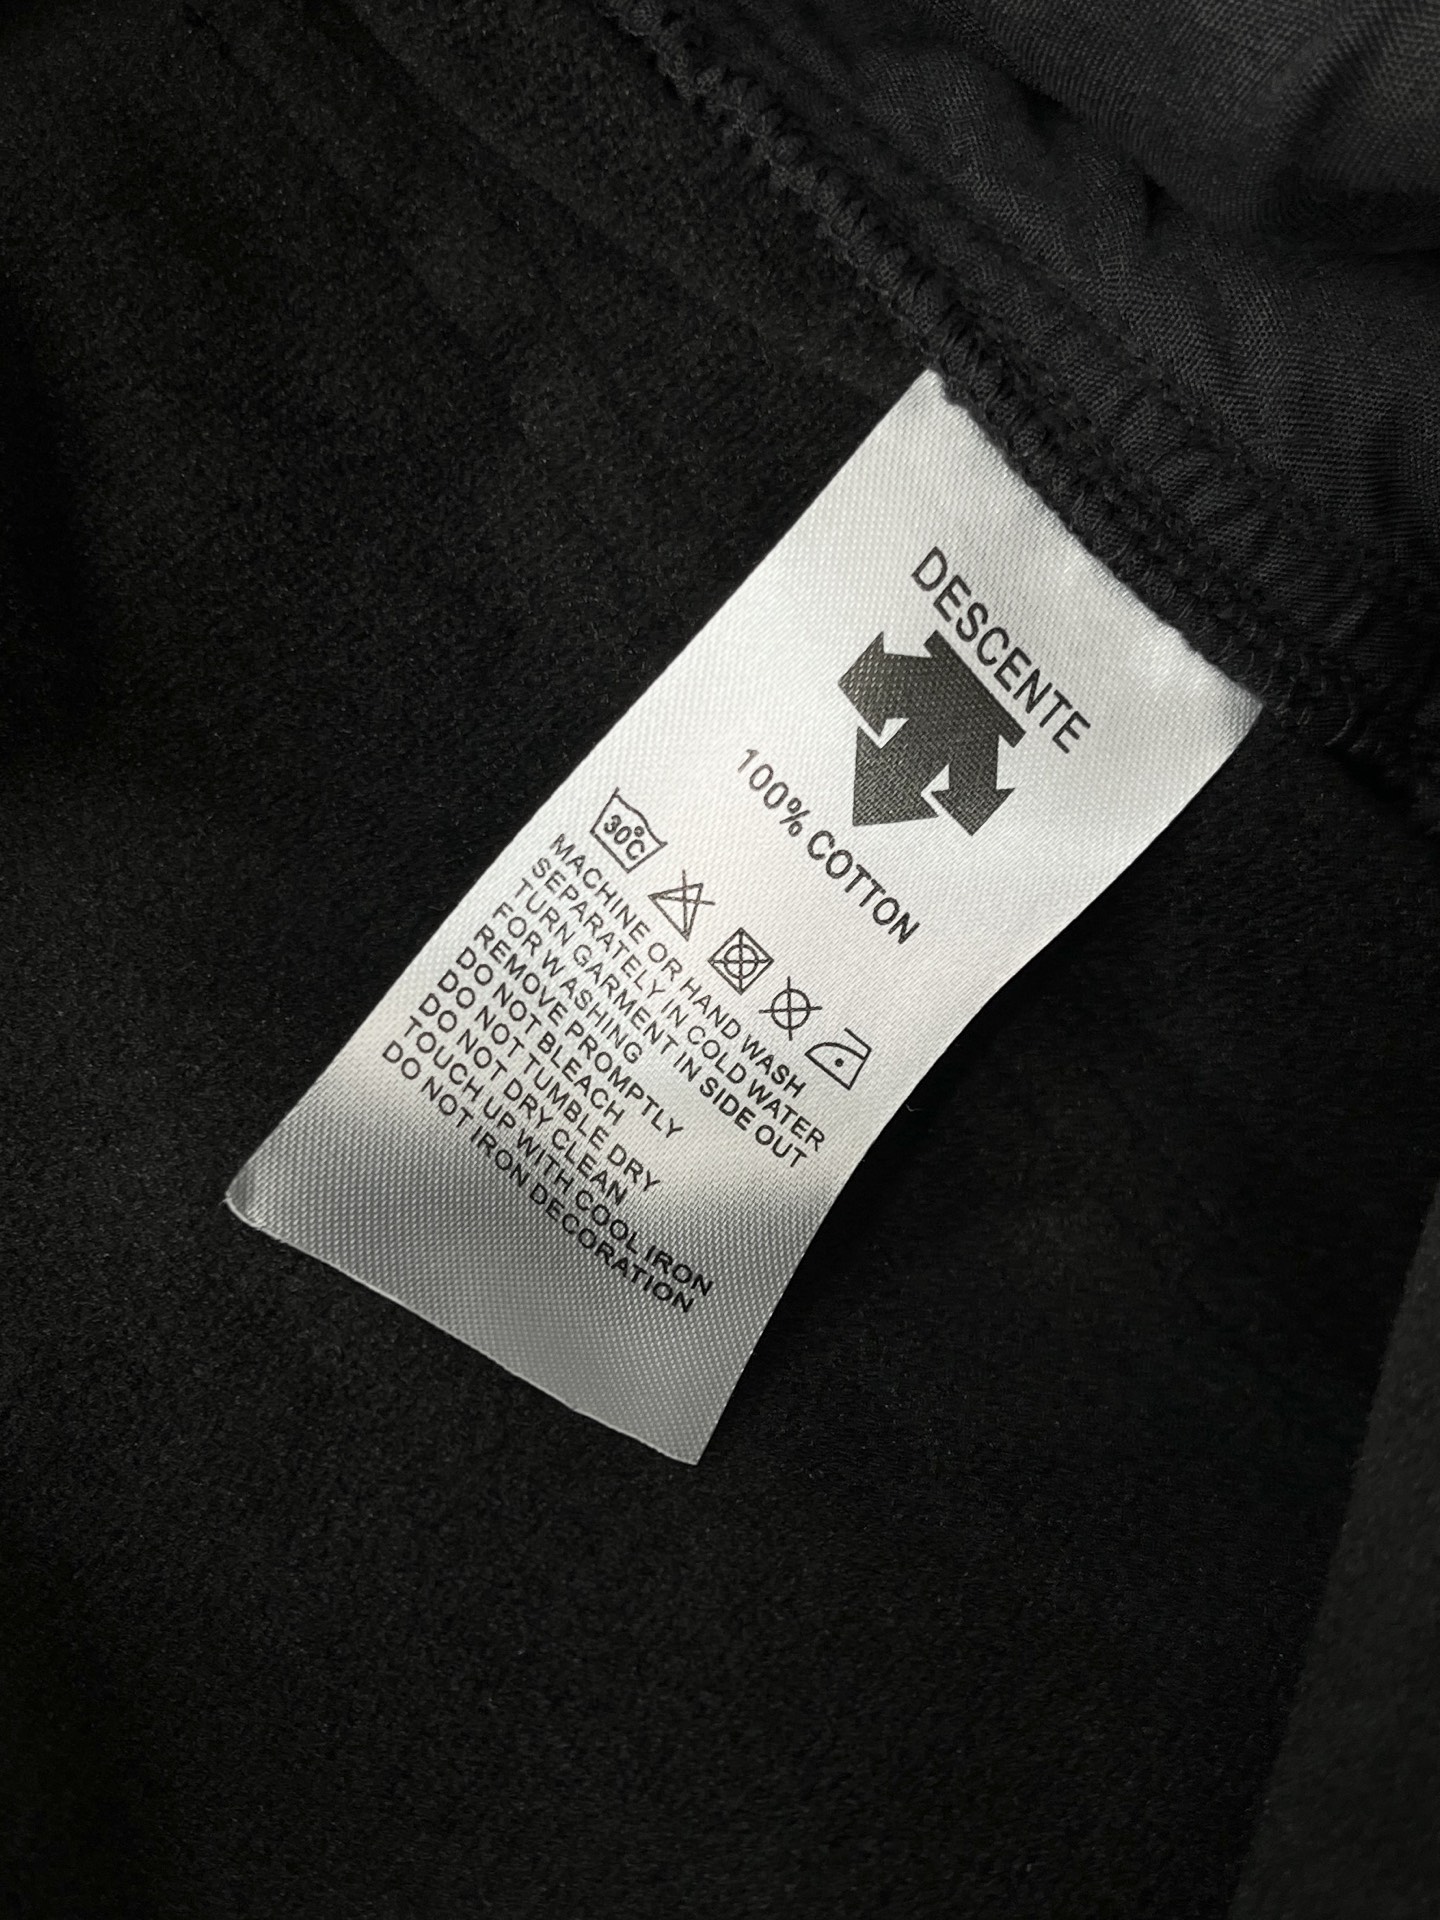 DESCENTE
100% COTTON
30°C
MACHINE OR HAND WASH
SEPARATELY IN COLD WATER
TURN GARMENT IN SIDE OUT
FOR WASHING
REMOVE PROMPTLY
DO NOT BLEACH
DO NOT TUMBLE DRY
DO NOT DRY CLEAN
TOUCH UP WITH COOL IRON
DO NOT IRON DECORATION